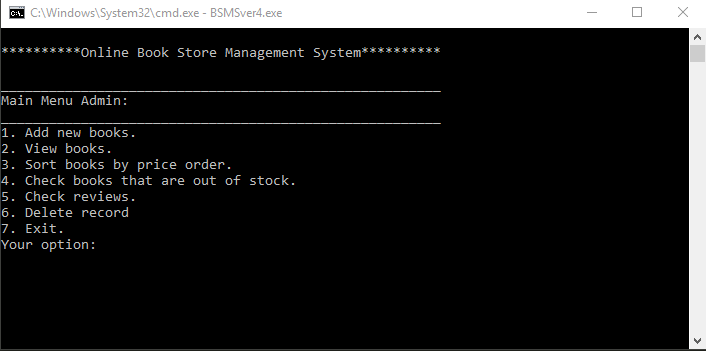 C:\Windows\System32\cmd.exe - BSMSver4.exe
**********Online Book Store Management System**********
_______________________________________________________
Main Menu Admin:
_______________________________________________________
1. Add new books.
2. View books.
3. Sort books by price order.
4. Check books that are out of stock.
5. Check reviews.
6. Delete record
7. Exit.
Your option: